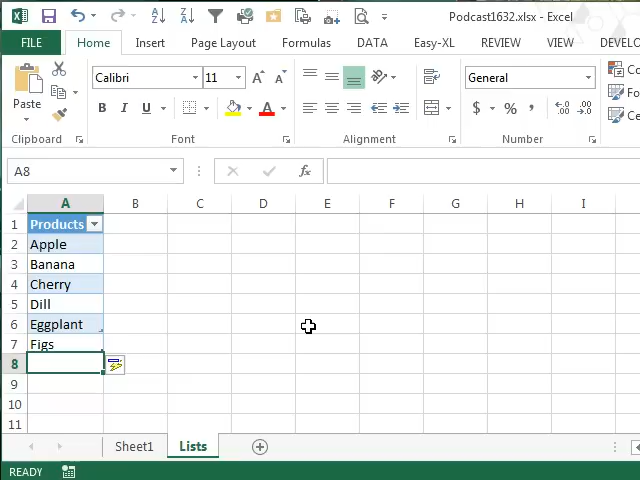 Podcast1632.xlsx - Excel
FILE Home Insert Page Layout Formulas DATA Easy-XL REVIEW VIEW DEVELO
Paste
Calibri 11
B I U A
General
$ % ,
Clipboard Font Alignment Number
A8 fx
A B C D E F G H I
1 Products
2 Apple
3 Banana
4 Cherry
5 Dill
6 Eggplant
7 Figs
8
9
10
11
Sheet1 Lists
READY